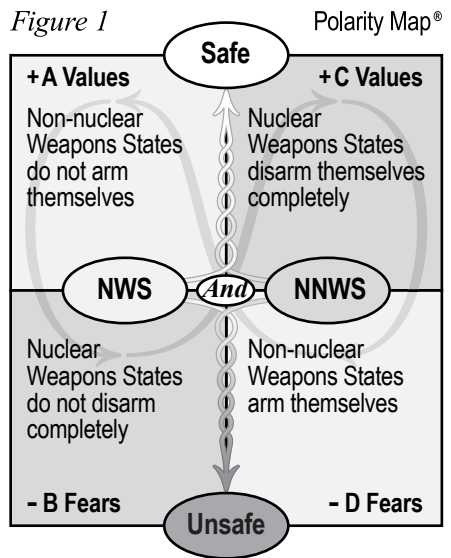 Figure 1
Polarity Map®
Safe
+A Values
+C Values
Non-nuclear
Weapons States
do not arm
themselves
Nuclear
Weapons States
disarm themselves
completely
NWS
And
NNWS
Nuclear
Weapons States
do not disarm
completely
Non-nuclear
Weapons States
arm themselves
– B Fears
– D Fears
Unsafe